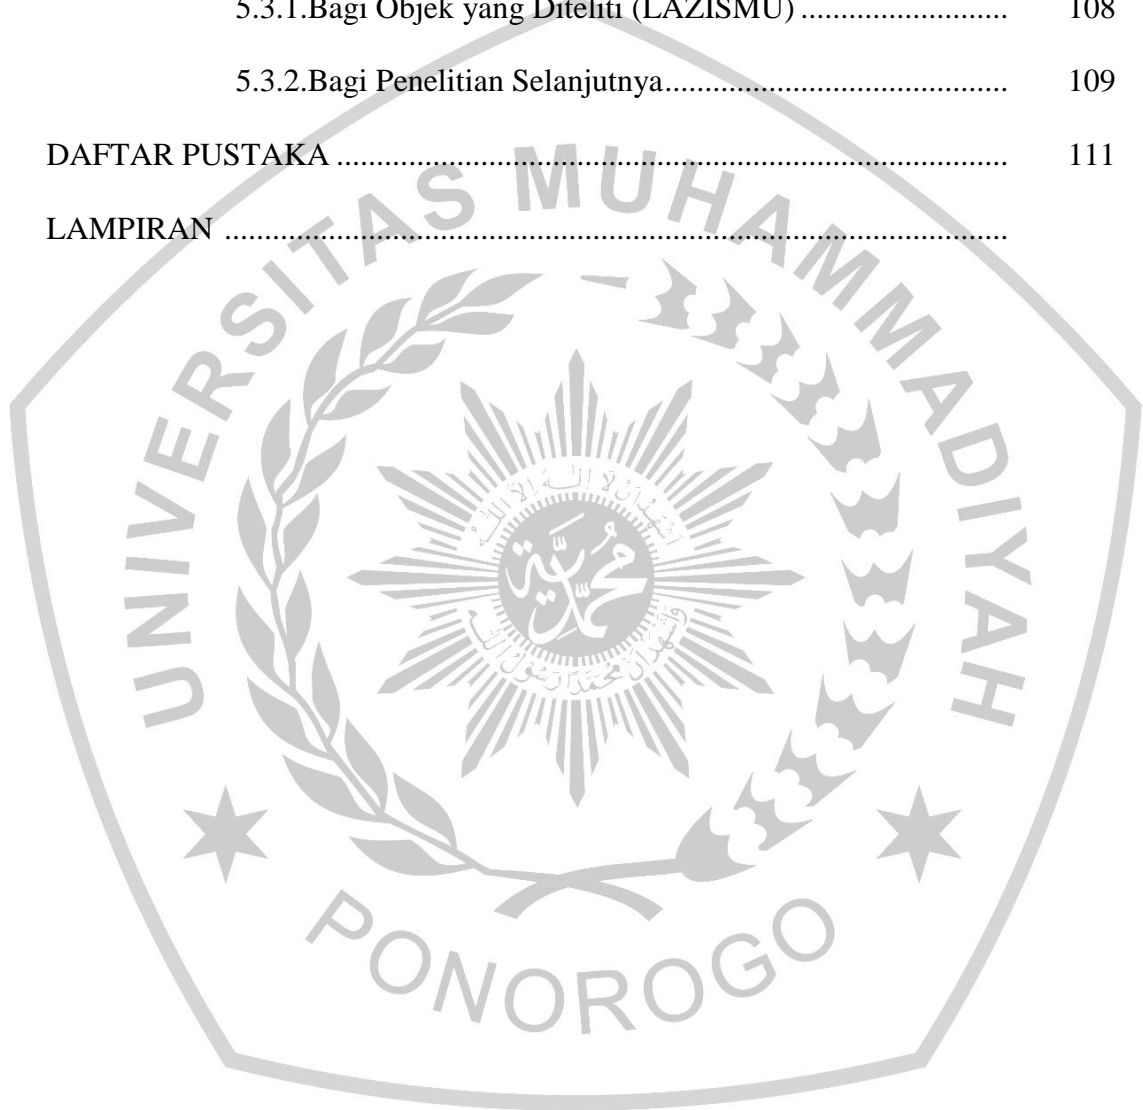 5.3.1.Bagi Objek yang Diteliti (LAZISMU) .......................... 108
5.3.2.Bagi Penelitian Selanjutnya........................................... 109
DAFTAR PUSTAKA .................................................................................... 111
LAMPIRAN ..................................................................................................
UNIVERSITAS MUHAMMADIYAH
PONOROGO
محمدية